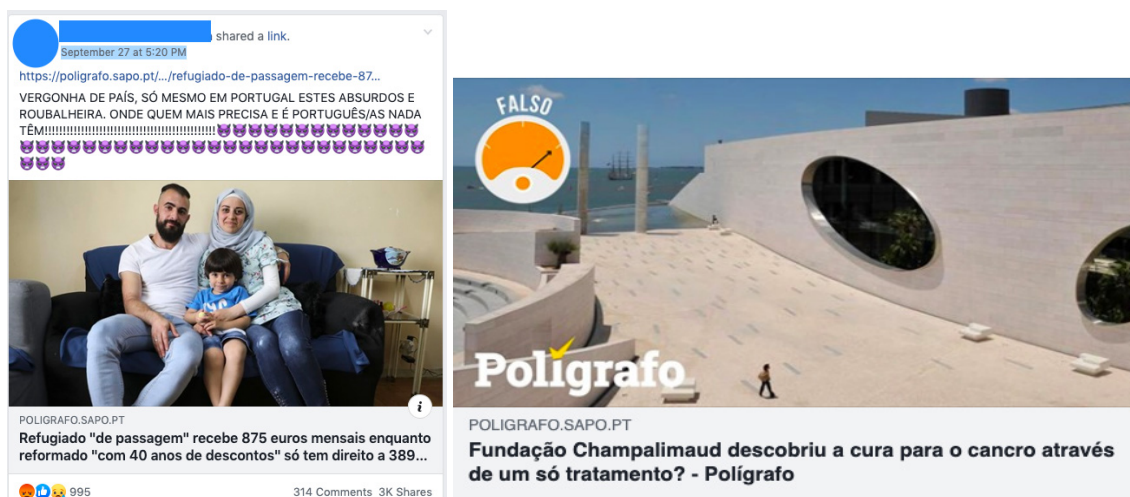 shared a link.
September 27 at 5:20 PM
https://poligrafo.sapo.pt/.../refugiado-de-passagem-recebe-87...
VERGONHA DE PAÍS, SÓ MESMO EM PORTUGAL ESTES ABSURDOS E
ROUBALHEIRA. ONDE QUEM MAIS PRECISA E É PORTUGUÊS/AS NADA
TÊM!!!!!!!!!!!!!!!!!!!!!!!!!!!!!!!!!!!!!!!!!!!!!!!👿👿👿👿👿👿👿👿👿👿👿👿👿
👿👿👿👿👿👿👿👿👿👿👿👿👿👿👿👿👿👿👿👿👿👿👿👿👿👿
👿👿👿
POLIGRAFO.SAPO.PT
Refugiado "de passagem" recebe 875 euros mensais enquanto
reformado "com 40 anos de descontos" só tem direito a 389...
995
314 Comments 3K Shares
FALSO
Polígrafo
POLIGRAFO.SAPO.PT
Fundação Champalimaud descobriu a cura para o cancro através
de um só tratamento? - Polígrafo